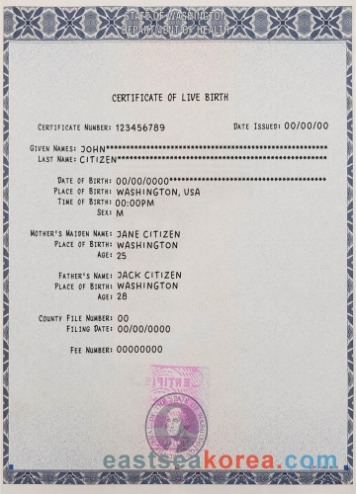 STATE OF WASHINGTON
DEPARTMENT OF HEALTH
CERTIFICATE OF LIVE BIRTH
CERTIFICATE NUMBER: 123456789 DATE ISSUED: 00/00/00
GIVEN NAMES: JOHN**************************************************
LAST NAME: CITIZEN***********************************************
DATE OF BIRTH: 00/00/0000************************************
PLACE OF BIRTH: WASHINGTON, USA
TIME OF BIRTH: 00:00PM
SEX: M
MOTHER'S MAIDEN NAME: JANE CITIZEN
PLACE OF BIRTH: WASHINGTON
AGE: 25
FATHER'S NAME: JACK CITIZEN
PLACE OF BIRTH: WASHINGTON
AGE: 28
COUNTY FILE NUMBER: 00
FILING DATE: 00/00/0000
FEE NUMBER: 00000000
eastseakorea.com